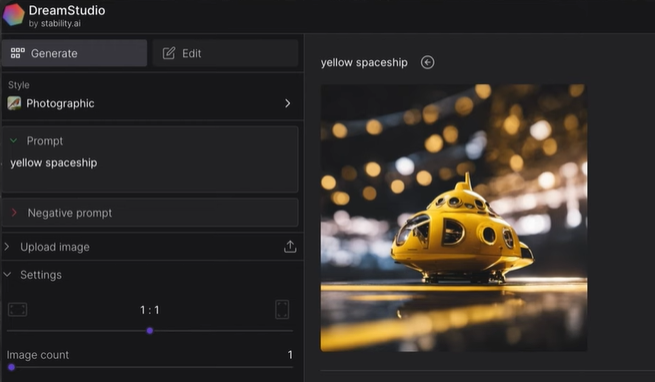 DreamStudio
by stability.ai
Generate
Edit
Style
Photographic
Prompt
yellow spaceship
Negative prompt
Upload image
Settings
1 : 1
Image count
1
yellow spaceship